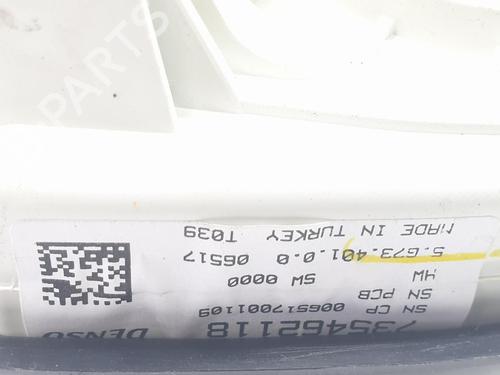 DENSO
735462118
SN CP 006517001109
SN PCB
HW SW 0000
5.673.401.0.0 06517
MADE IN TURKEY T039
PARTS